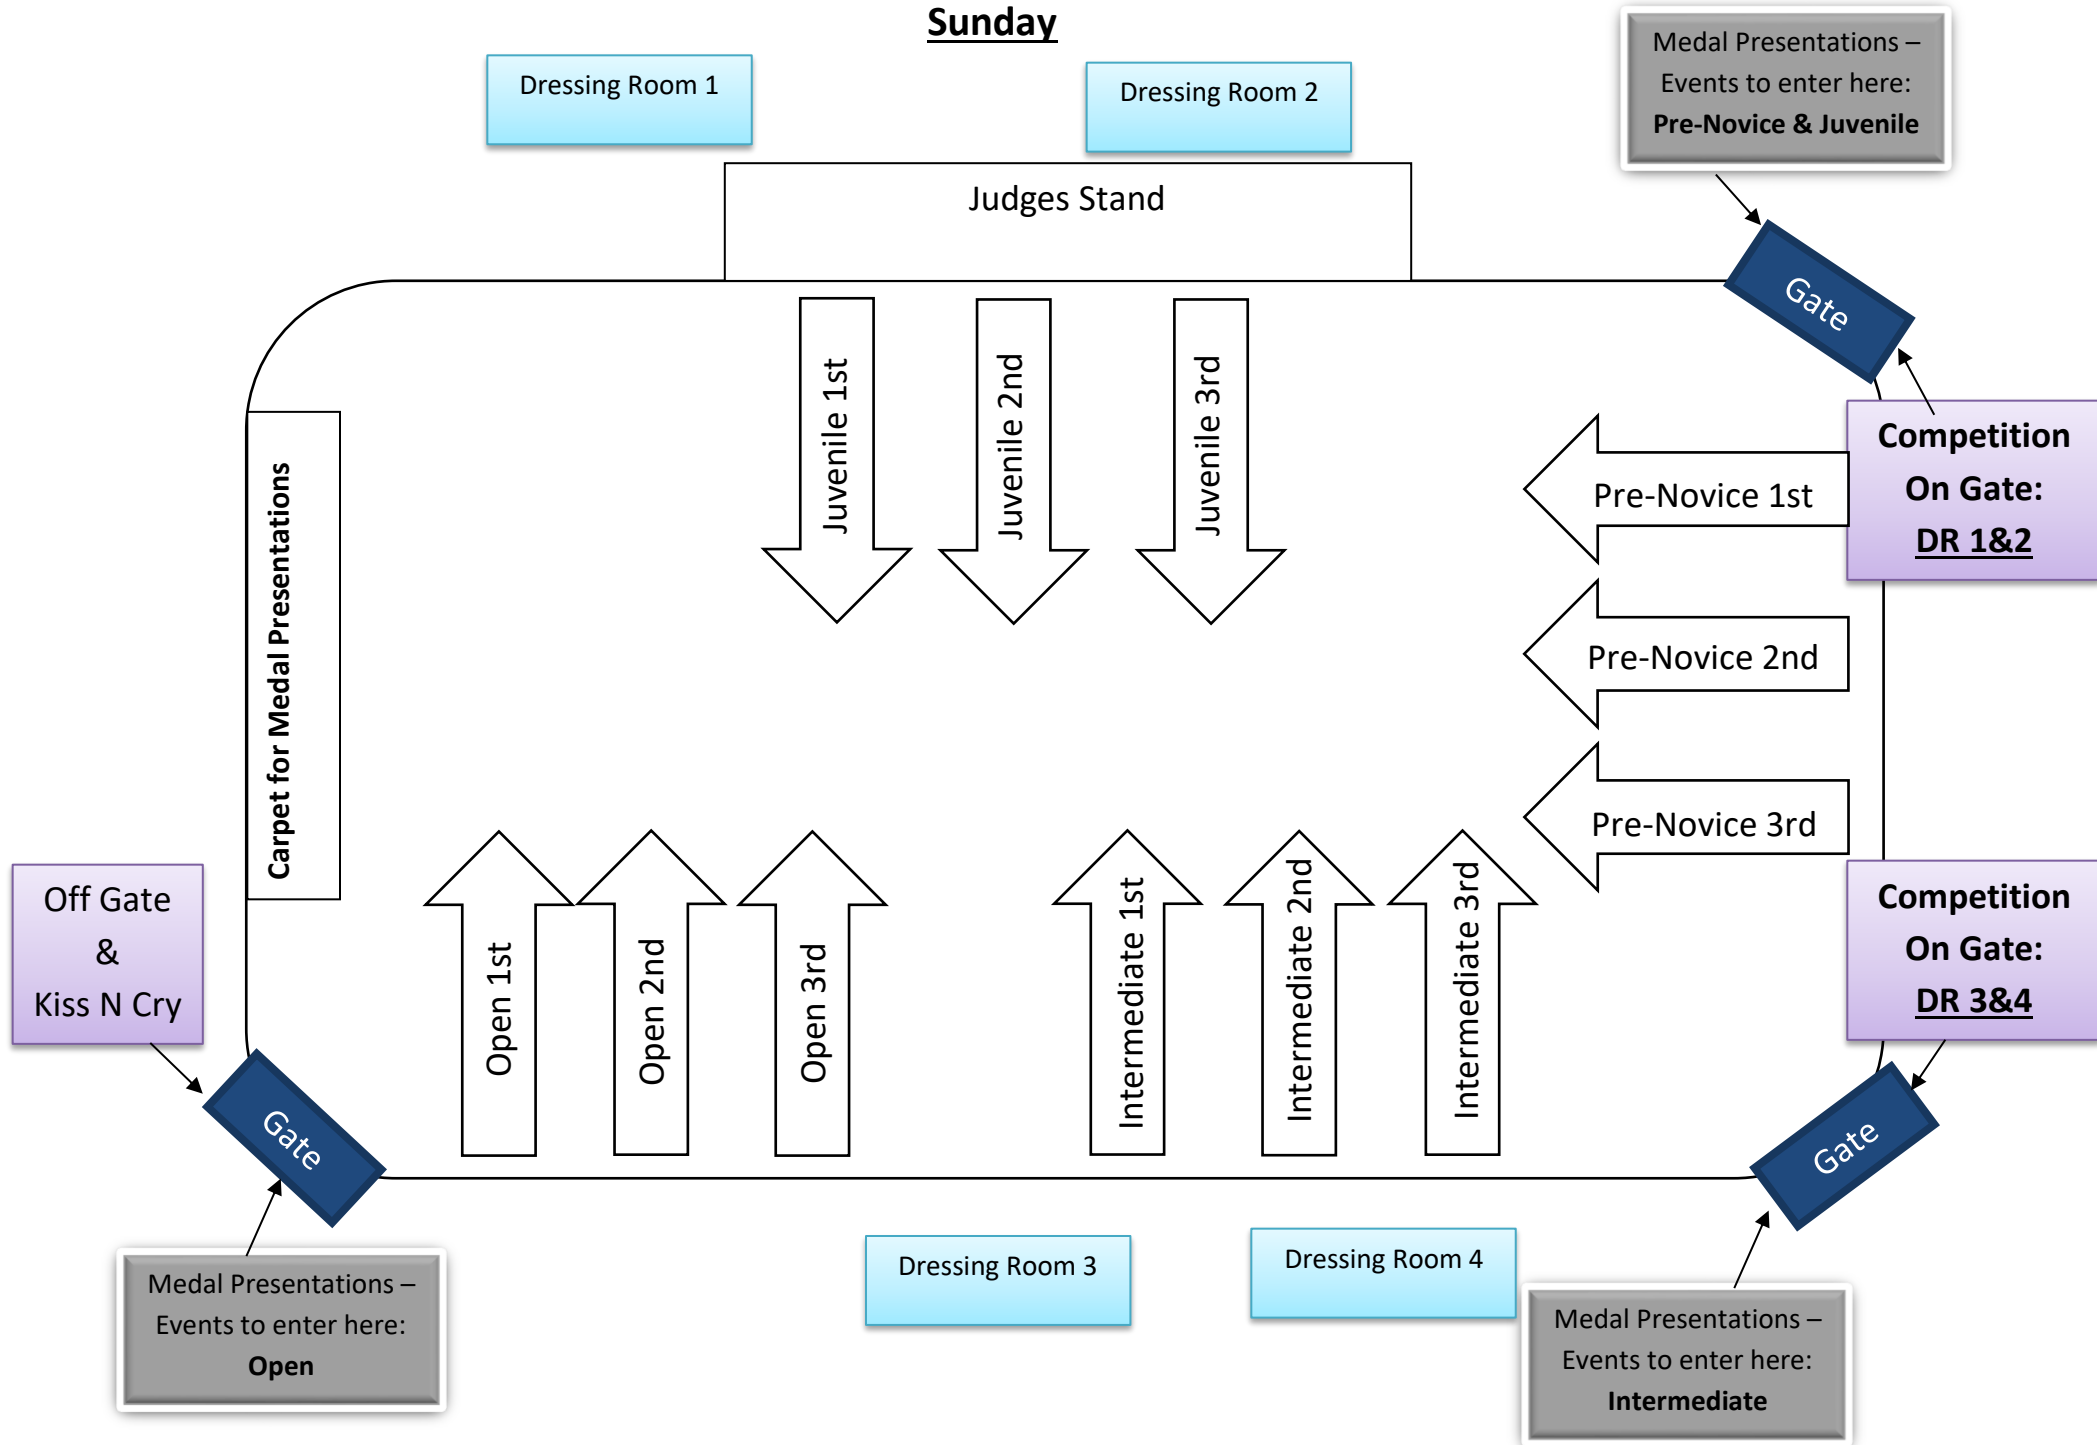 Sunday
Dressing Room 1
Dressing Room 2
Medal Presentations –
Events to enter here:
Pre-Novice & Juvenile
Judges Stand
Gate
Juvenile 1st
Juvenile 2nd
Juvenile 3rd
Competition
On Gate:
DR 1&2
Pre-Novice 1st
Pre-Novice 2nd
Pre-Novice 3rd
Carpet for Medal Presentations
Off Gate
&
Kiss N Cry
Open 1st
Open 2nd
Open 3rd
Intermediate 1st
Intermediate 2nd
Intermediate 3rd
Competition
On Gate:
DR 3&4
Gate
Gate
Medal Presentations –
Events to enter here:
Open
Dressing Room 3
Dressing Room 4
Medal Presentations –
Events to enter here:
Intermediate